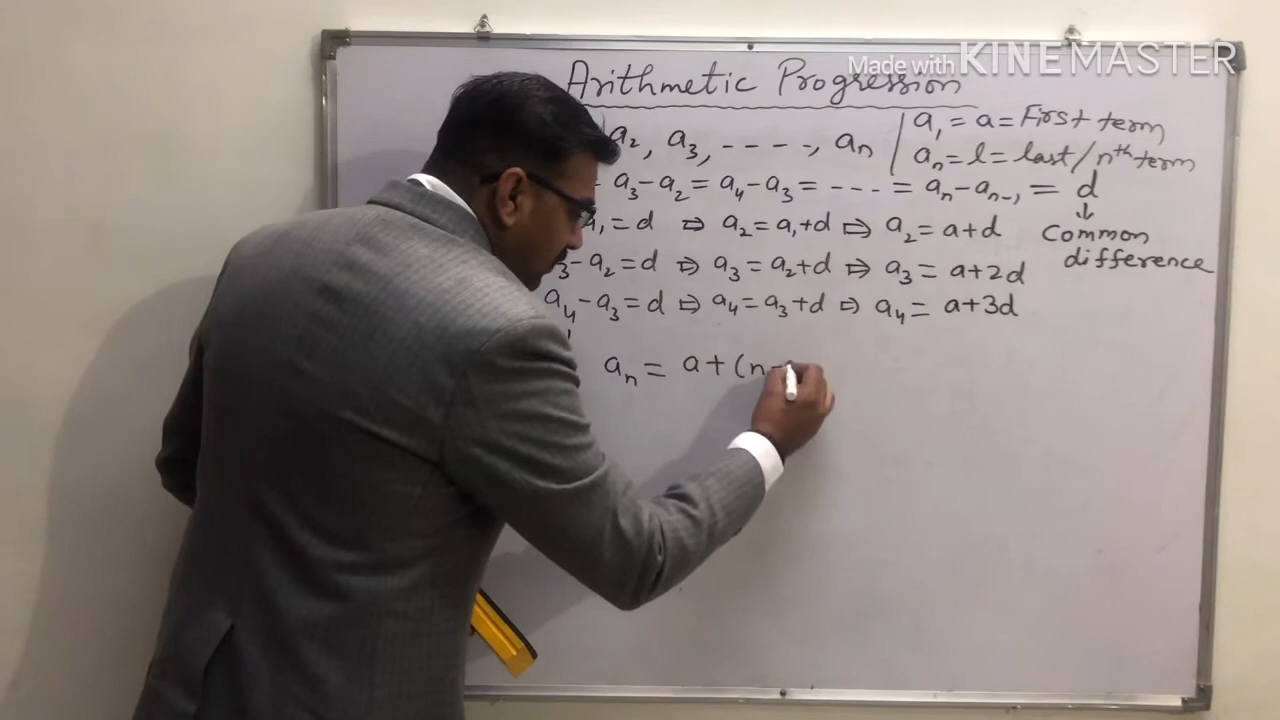 Made with KINEMASTER
Arithmetic Progression
a₂, a₃, ----, aₙ
a₁ = a = First term
aₙ = l = last/nᵗʰ term
- a₃-a₂ = a₄-a₃ = --- = aₙ-aₙ₋₁ = d
↓
Common
difference
a₁ = d ⇒ a₂ = a₁+d ⇒ a₂ = a+d
₃-a₂ = d ⇒ a₃ = a₂+d ⇒ a₃ = a+2d
a₄-a₃ = d ⇒ a₄ = a₃+d ⇒ a₄ = a+3d
aₙ = a+(n-